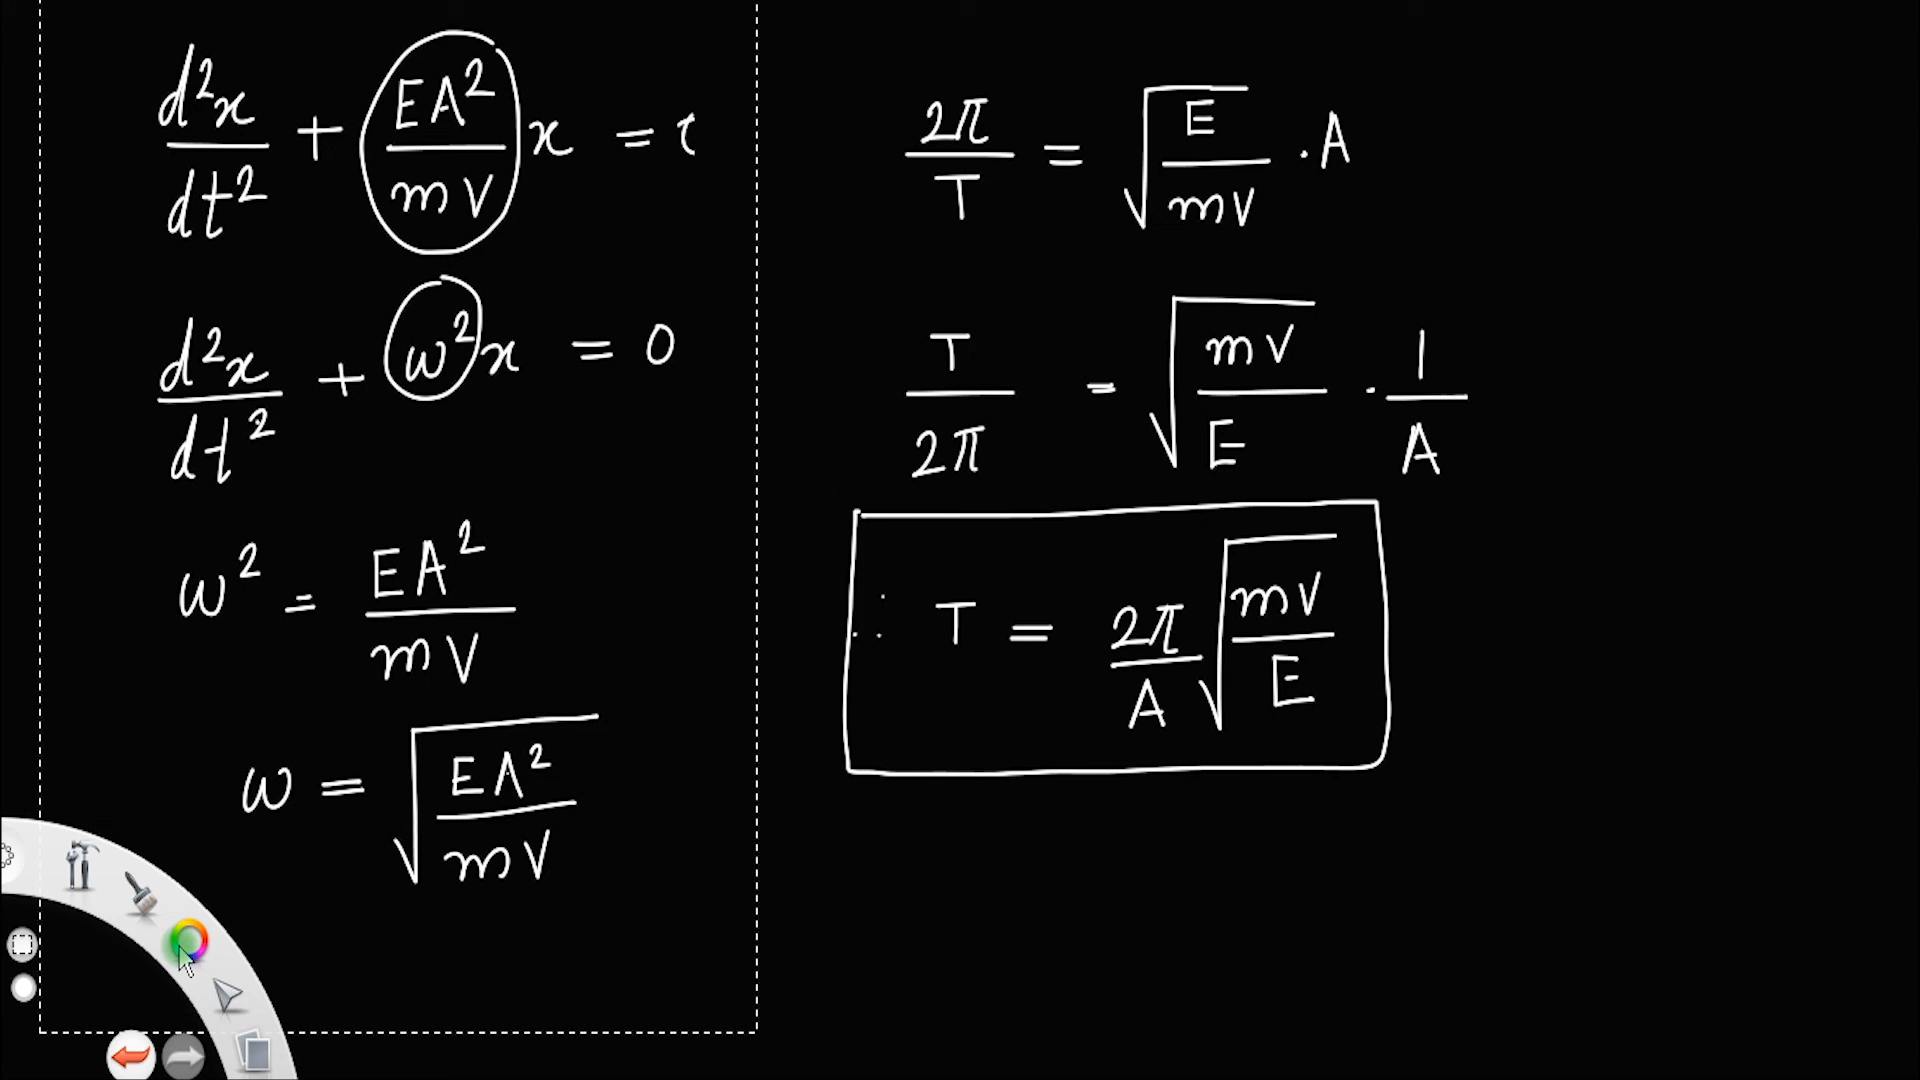 d²x/dt² + (EA²/mV) x =
d²x/dt² + ω²x = 0
ω² = EA²/mV
ω = √(EA²/mV)
2π/T = √(E/mV) · A
T/2π = √(mV/E) · 1/A
∴ T = 2π/A √(mV/E)